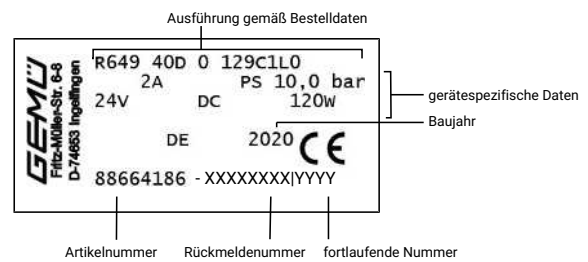 Ausführung gemäß Bestelldaten
GEMÜ
Fritz-Müller-Str. 6-8
D-74653 Ingelfingen
R649 40D 0 129C1L0
2A PS 10,0 bar
24V DC 120W
gerätespezifische Daten
Baujahr
DE 2020 CE
88664186 -XXXXXXXX|YYYY
Artikelnummer Rückmeldenummer fortlaufende Nummer